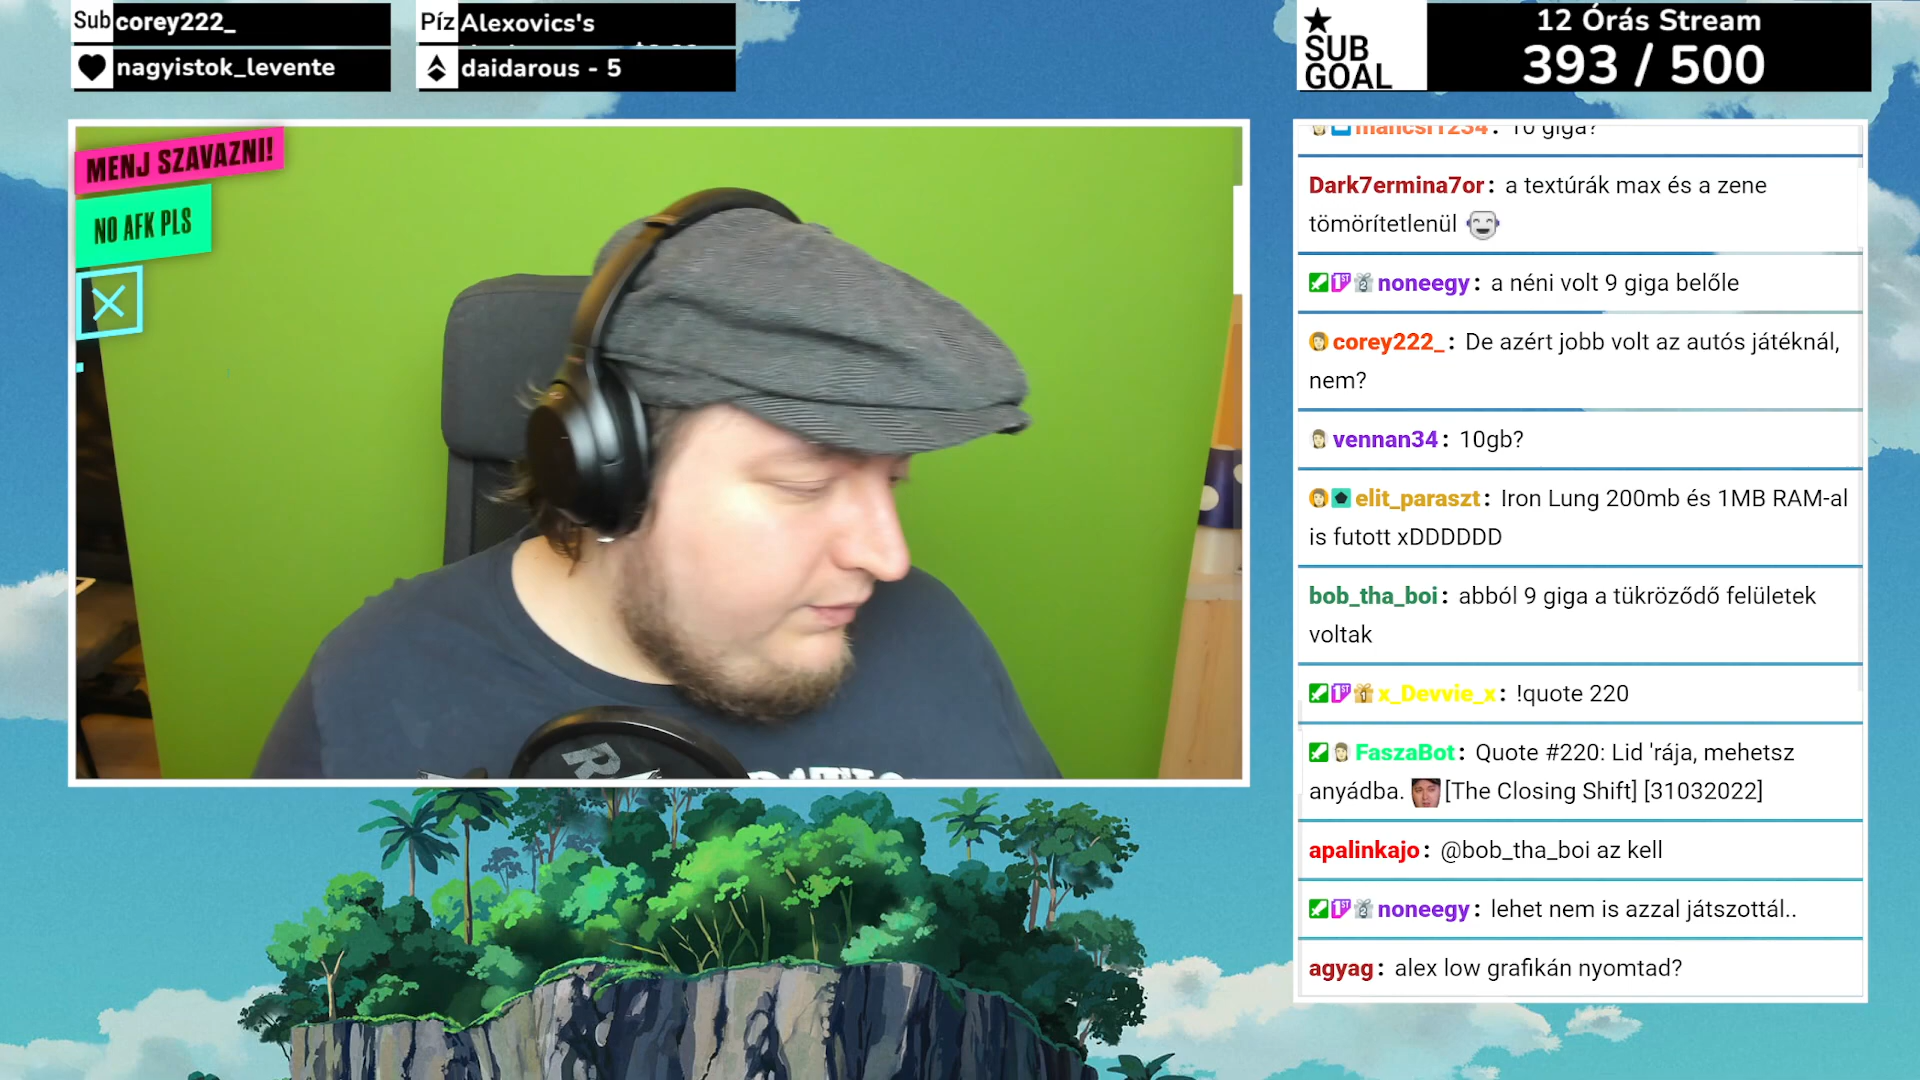 Sub corey222_
nagyistok_levente
Píz Alexovics's
daidarous - 5
SUB
GOAL
12 Órás Stream
393 / 500
MENJ SZAVAZNI!
NO AFK PLS
mancsi1234: 10 giga?
Dark7ermina7or: a textúrák max és a zene
tömörítetlenül
noneegy: a néni volt 9 giga belőle
corey222_: De azért jobb volt az autós játéknál,
nem?
vennan34: 10gb?
elit_paraszt: Iron Lung 200mb és 1MB RAM-al
is futott xDDDDDD
bob_tha_boi: abból 9 giga a tükröződő felületek
voltak
x_Devvie_x: !quote 220
FaszaBot: Quote #220: Lid 'rája, mehetsz
anyádba. [The Closing Shift] [31032022]
apalinkajo: @bob_tha_boi az kell
noneegy: lehet nem is azzal játszottál..
agyag: alex low grafikán nyomtad?